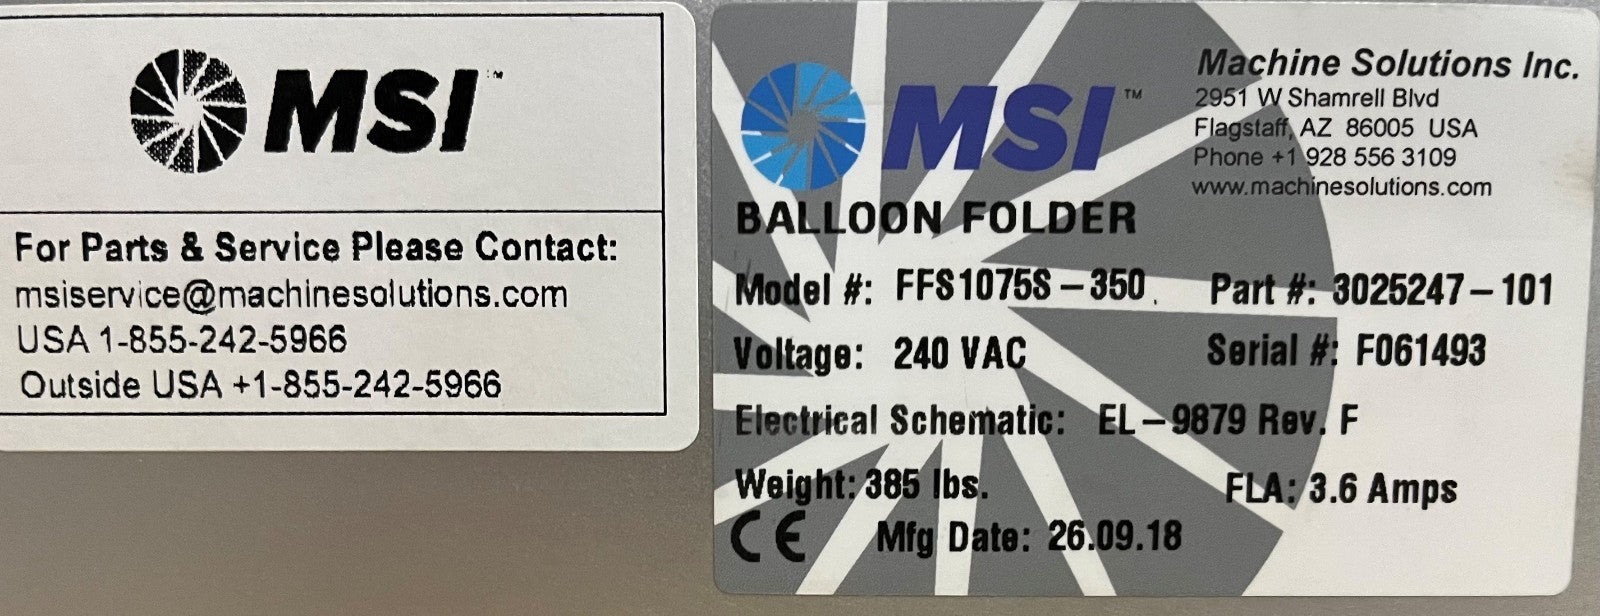 MSI™
For Parts & Service Please Contact:
msiservice@machinesolutions.com
USA 1-855-242-5966
Outside USA +1-855-242-5966
MSI™
Machine Solutions Inc.
2951 W Shamrell Blvd
Flagstaff, AZ 86005 USA
Phone +1 928 556 3109
www.machinesolutions.com
BALLOON FOLDER
Model #: FFS1075S-350. Part #: 3025247-101
Voltage: 240 VAC Serial #: F061493
Electrical Schematic: EL-9879 Rev. F
Weight: 385 lbs. FLA: 3.6 Amps
CE Mfg Date: 26.09.18